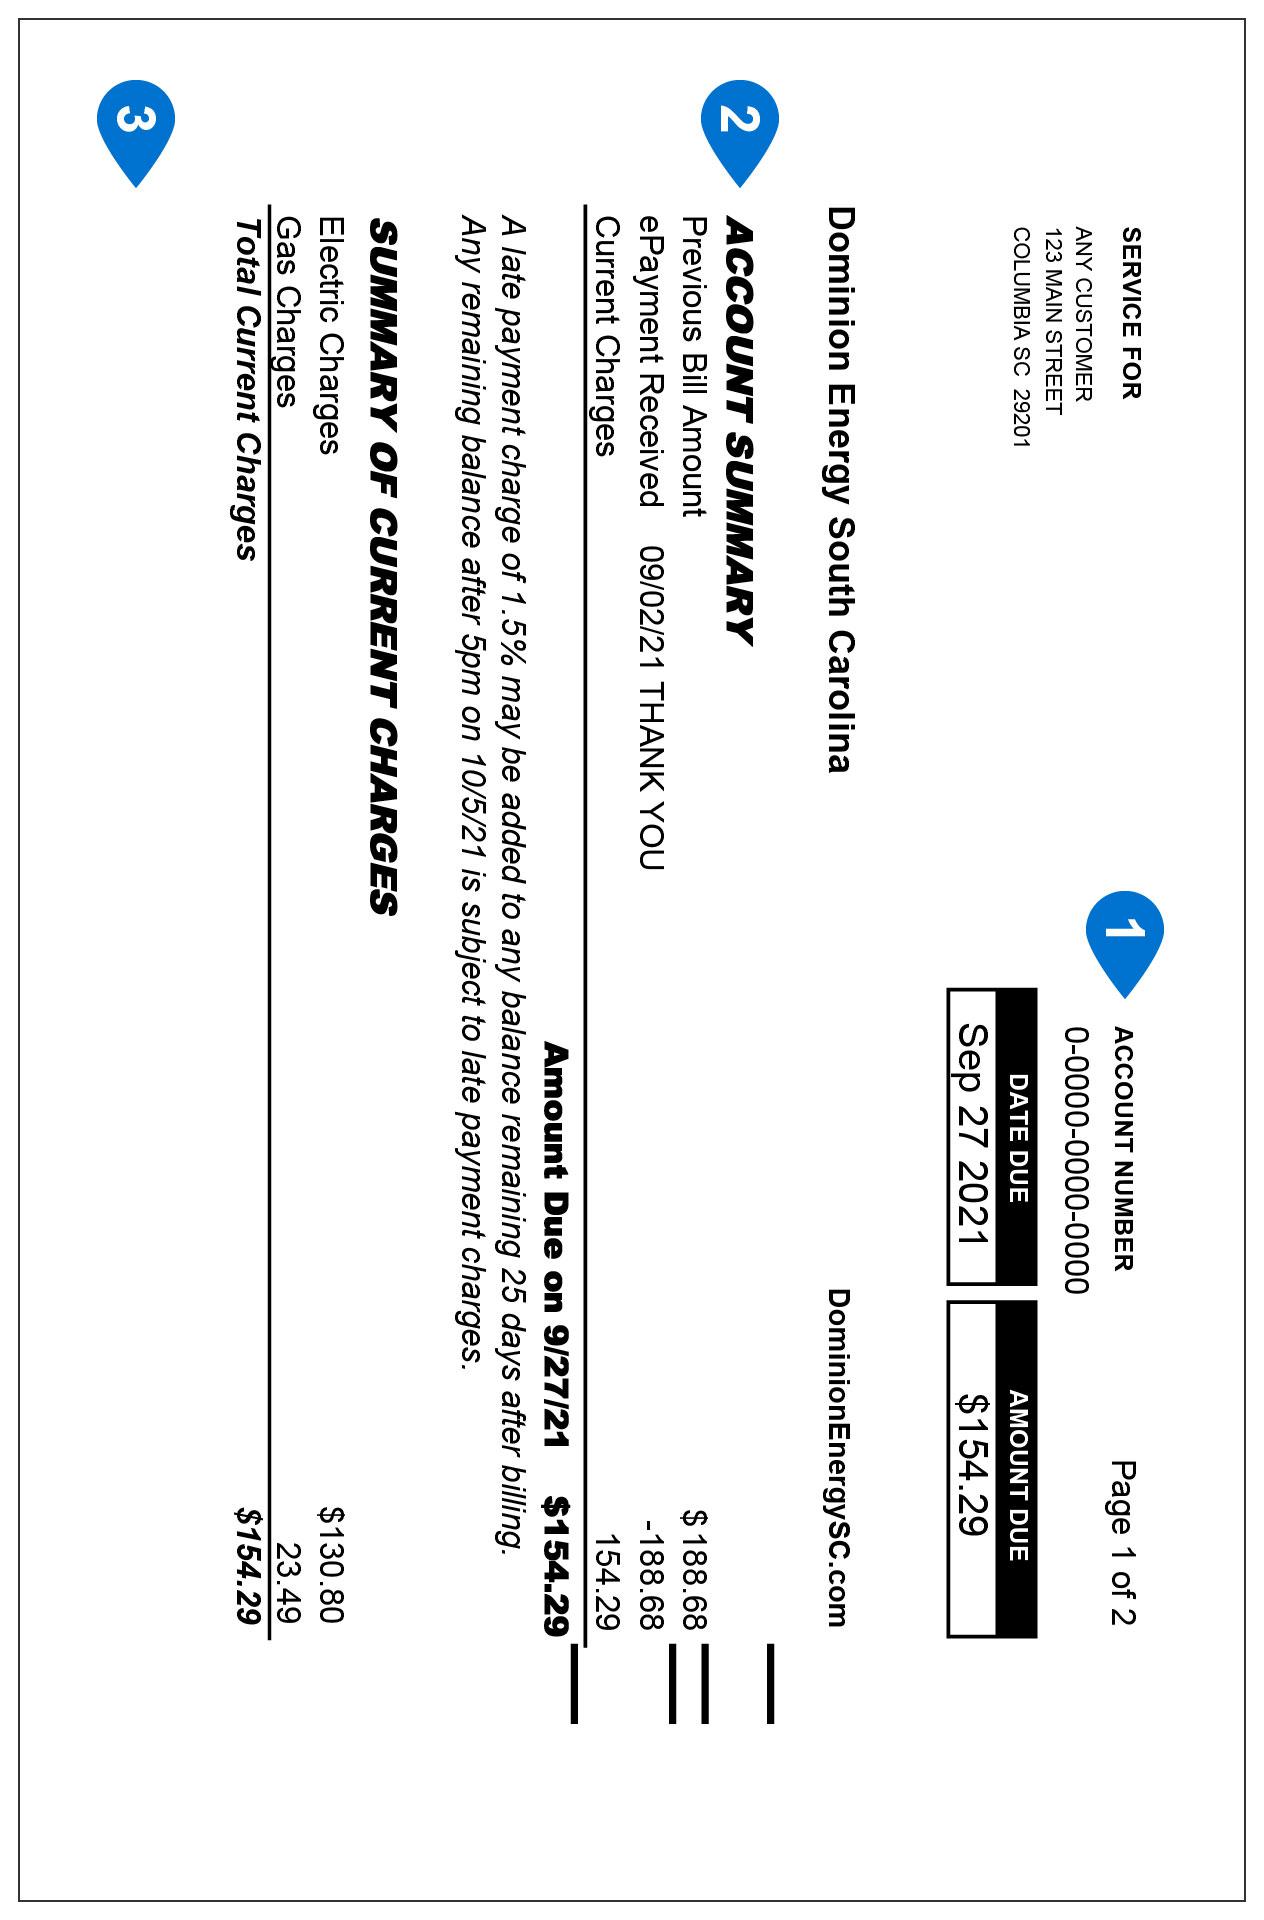 SERVICE FOR
ANY CUSTOMER
123 MAIN STREET
COLUMBIA SC 29201
1
ACCOUNT NUMBER
0-0000-0000-0000
Page 1 of 2
DATE DUE
Sep 27 2021
AMOUNT DUE
$154.29
Dominion Energy South Carolina
DominionEnergySC.com
2
ACCOUNT SUMMARY
Previous Bill Amount $ 188.68
ePayment Received 09/02/21 THANK YOU -188.68
Current Charges 154.29
Amount Due on 9/27/21 $154.29
A late payment charge of 1.5% may be added to any balance remaining 25 days after billing.
Any remaining balance after 5pm on 10/5/21 is subject to late payment charges.
SUMMARY OF CURRENT CHARGES
Electric Charges $130.80
Gas Charges 23.49
Total Current Charges $154.29
3